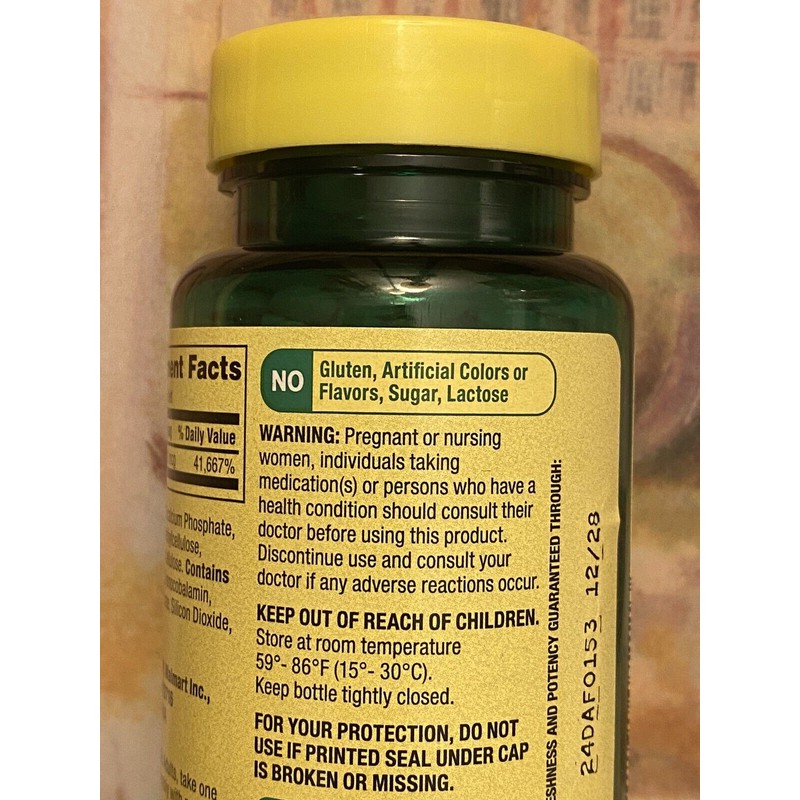 Facts
% Daily Value
41,667%
Phosphate,
Contains
Silicon Dioxide,
Walmart Inc.,
take one
NO
Gluten, Artificial Colors or
Flavors, Sugar, Lactose
WARNING: Pregnant or nursing
women, individuals taking
medication(s) or persons who have a
health condition should consult their
doctor before using this product.
Discontinue use and consult your
doctor if any adverse reactions occur.
KEEP OUT OF REACH OF CHILDREN.
Store at room temperature
59°- 86°F (15°- 30°C).
Keep bottle tightly closed.
FOR YOUR PROTECTION, DO NOT
USE IF PRINTED SEAL UNDER CAP
IS BROKEN OR MISSING.
AND POTENCY GUARANTEED THROUGH:
24DAF0153 12/28